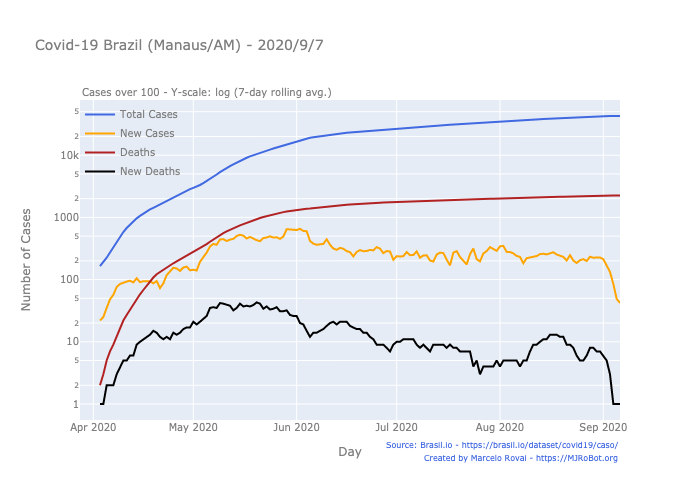 Covid-19 Brazil (Manaus/AM) - 2020/9/7
Cases over 100 - Y-scale: log (7-day rolling avg.)
Total Cases
New Cases
Deaths
New Deaths
Number of Cases
5
2
10k
5
2
1000
5
2
100
5
2
10
5
2
1
Apr 2020 May 2020 Jun 2020 Jul 2020 Aug 2020 Sep 2020
Day
Source: Brasil.io - https://brasil.io/dataset/covid19/caso/
Created by Marcelo Rovai - https://MJRoBot.org